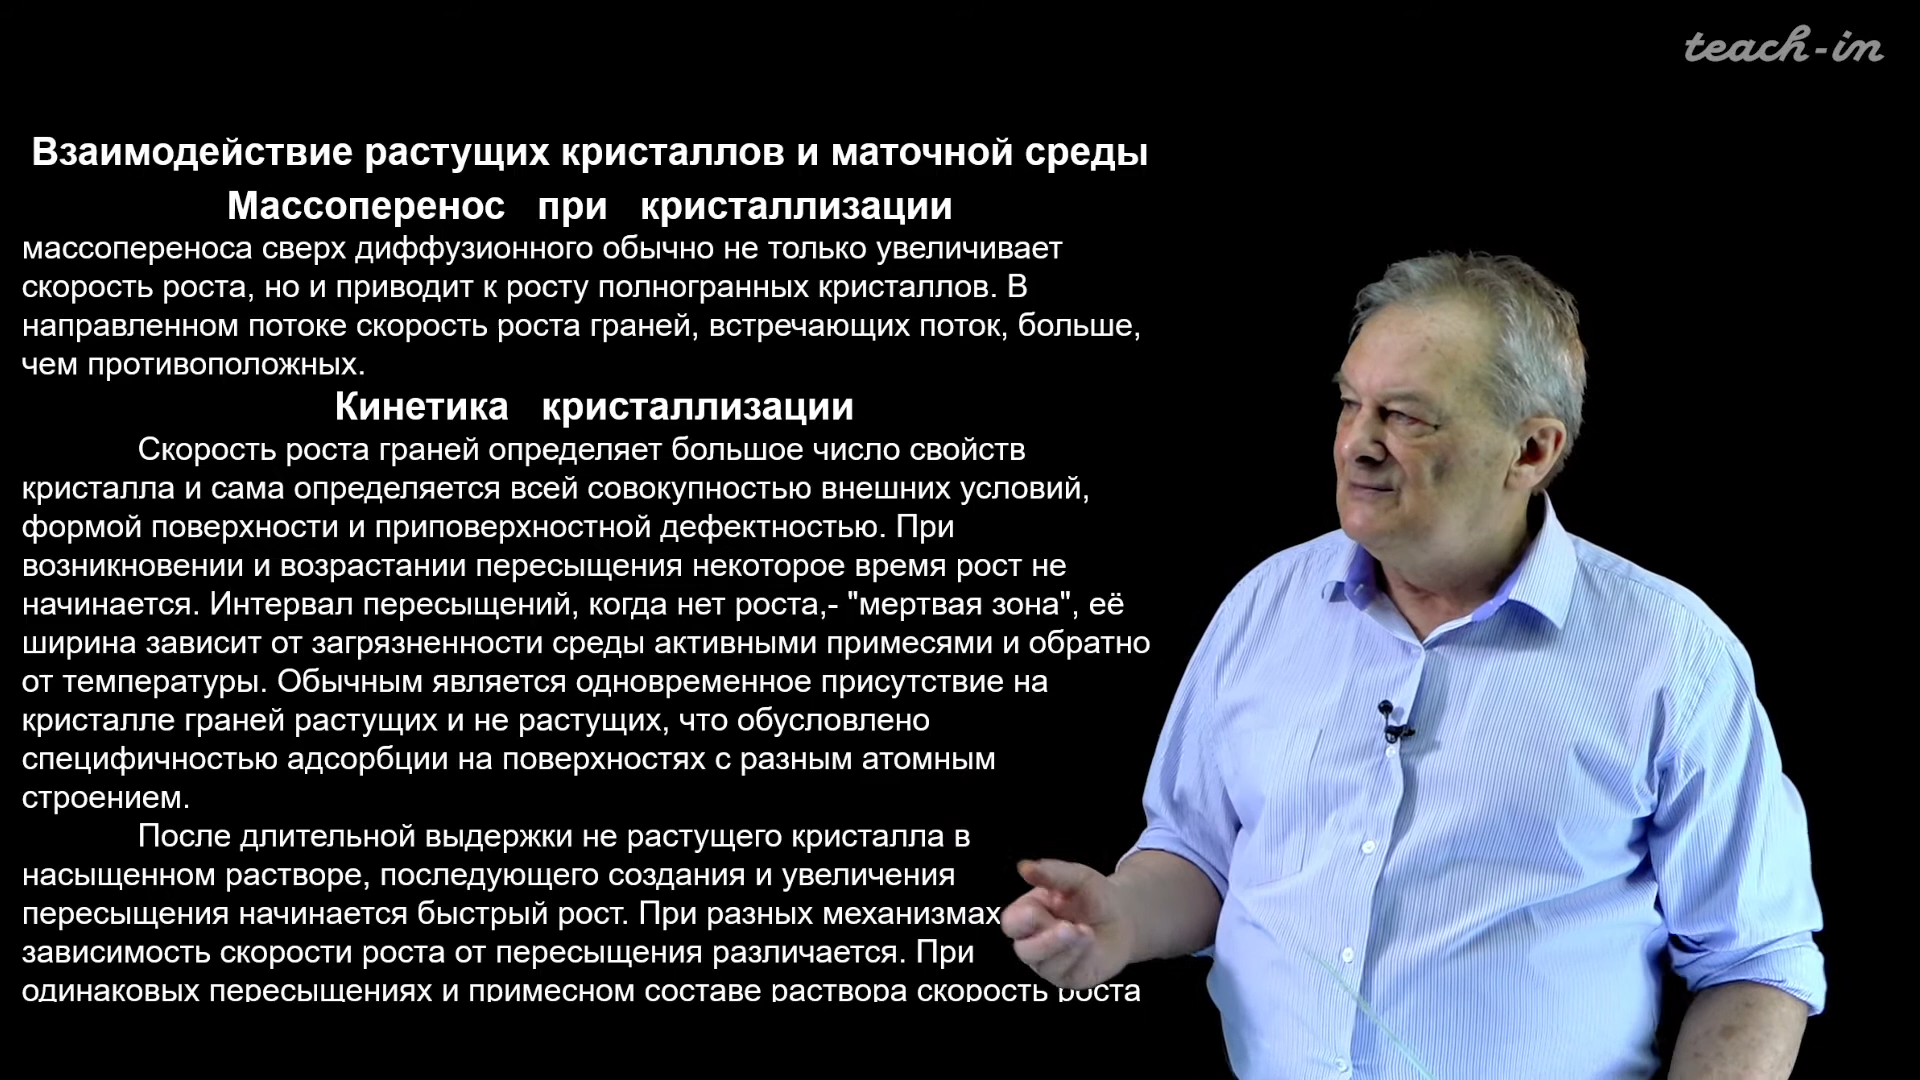 teach-in
Взаимодействие растущих кристаллов и маточной среды
Массоперенос при кристаллизации
массопереноса сверх диффузионного обычно не только увеличивает
скорость роста, но и приводит к росту полногранных кристаллов. В
направленном потоке скорость роста граней, встречающих поток, больше,
чем противоположных.
Кинетика кристаллизации
Скорость роста граней определяет большое число свойств
кристалла и сама определяется всей совокупностью внешних условий,
формой поверхности и приповерхностной дефектностью. При
возникновении и возрастании пересыщения некоторое время рост не
начинается. Интервал пересыщений, когда нет роста,- "мертвая зона", её
ширина зависит от загрязненности среды активными примесями и обратно
от температуры. Обычным является одновременное присутствие на
кристалле граней растущих и не растущих, что обусловлено
специфичностью адсорбции на поверхностях с разным атомным
строением.
После длительной выдержки не растущего кристалла в
насыщенном растворе, последующего создания и увеличения
пересыщения начинается быстрый рост. При разных механизмах
зависимость скорости роста от пересыщения различается. При
одинаковых пересыщениях и примесном составе раствора скорость роста